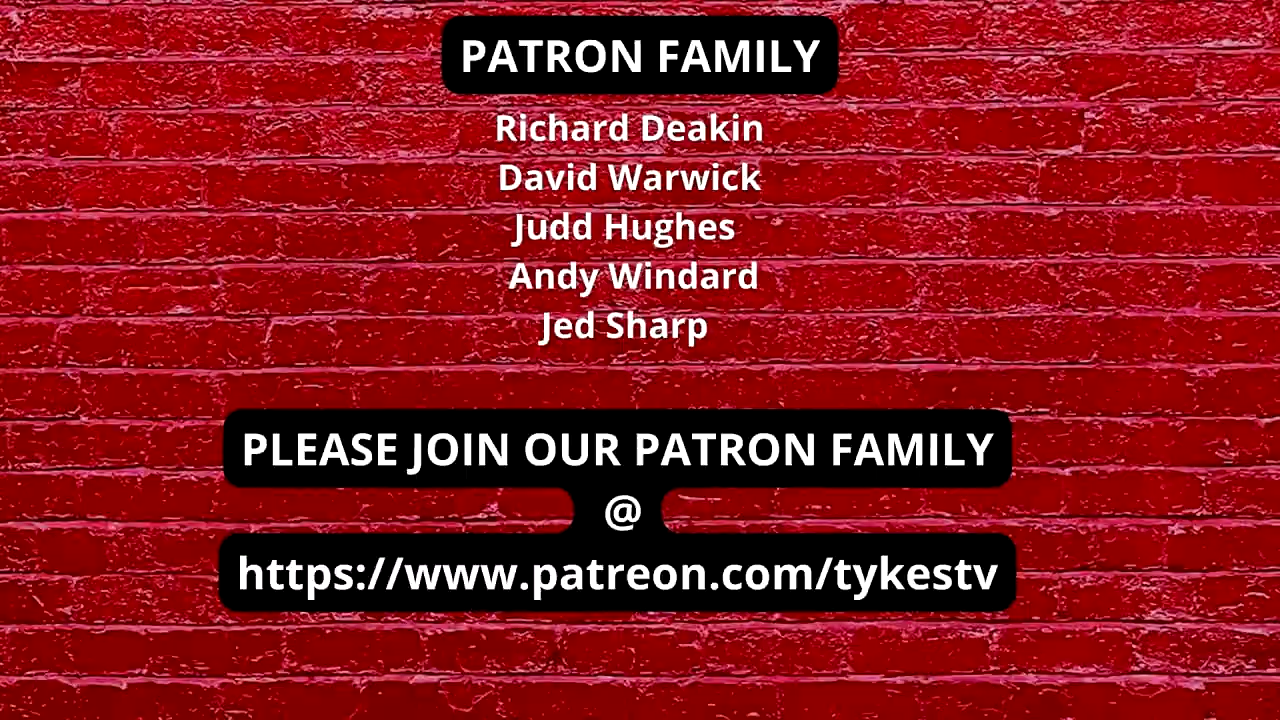 PATRON FAMILY
Richard Deakin
David Warwick
Judd Hughes
Andy Windard
Jed Sharp
PLEASE JOIN OUR PATRON FAMILY
@
https://www.patreon.com/tykestv